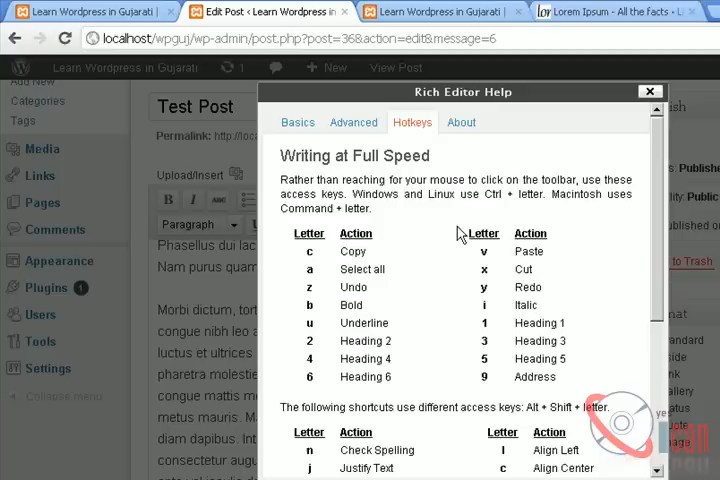 Learn Wordpress in Gujarati |
Edit Post ‹ Learn Wordpress in
Learn Wordpress in Gujarati |
Lorem Ipsum - All the facts - Li
localhost/wpguj/wp-admin/post.php?post=36&action=edit&message=6
Learn Wordpress in Gujarati 1 + New View Post
Add New
Categories
Tags
Media
Links
Pages
Comments
Appearance
Plugins 1
Users
Tools
Settings
Collapse menu
Test Post
Permalink: http://loca
Upload/Insert
B I ABC
Paragraph U
Phasellus dui lac
Nam purus quam
Morbi dictum, tort
congue nibh leo a
luctus et ultrices
congue mattis m
metus mauris. Ma
diam dapibus. Int
consectetur augu
Rich Editor Help
Basics Advanced Hotkeys About
Writing at Full Speed
Rather than reaching for your mouse to click on the toolbar, use these
access keys. Windows and Linux use Ctrl + letter. Macintosh uses
Command + letter.
Letter Action Letter Action
c Copy v Paste
a Select all x Cut
z Undo y Redo
b Bold i Italic
u Underline 1 Heading 1
2 Heading 2 3 Heading 3
4 Heading 4 5 Heading 5
6 Heading 6 9 Address
The following shortcuts use different access keys: Alt + Shift + letter.
Letter Action Letter Action
n Check Spelling l Align Left
j Justify Text c Align Center
Publishe
Public
to Trash
yes
ican